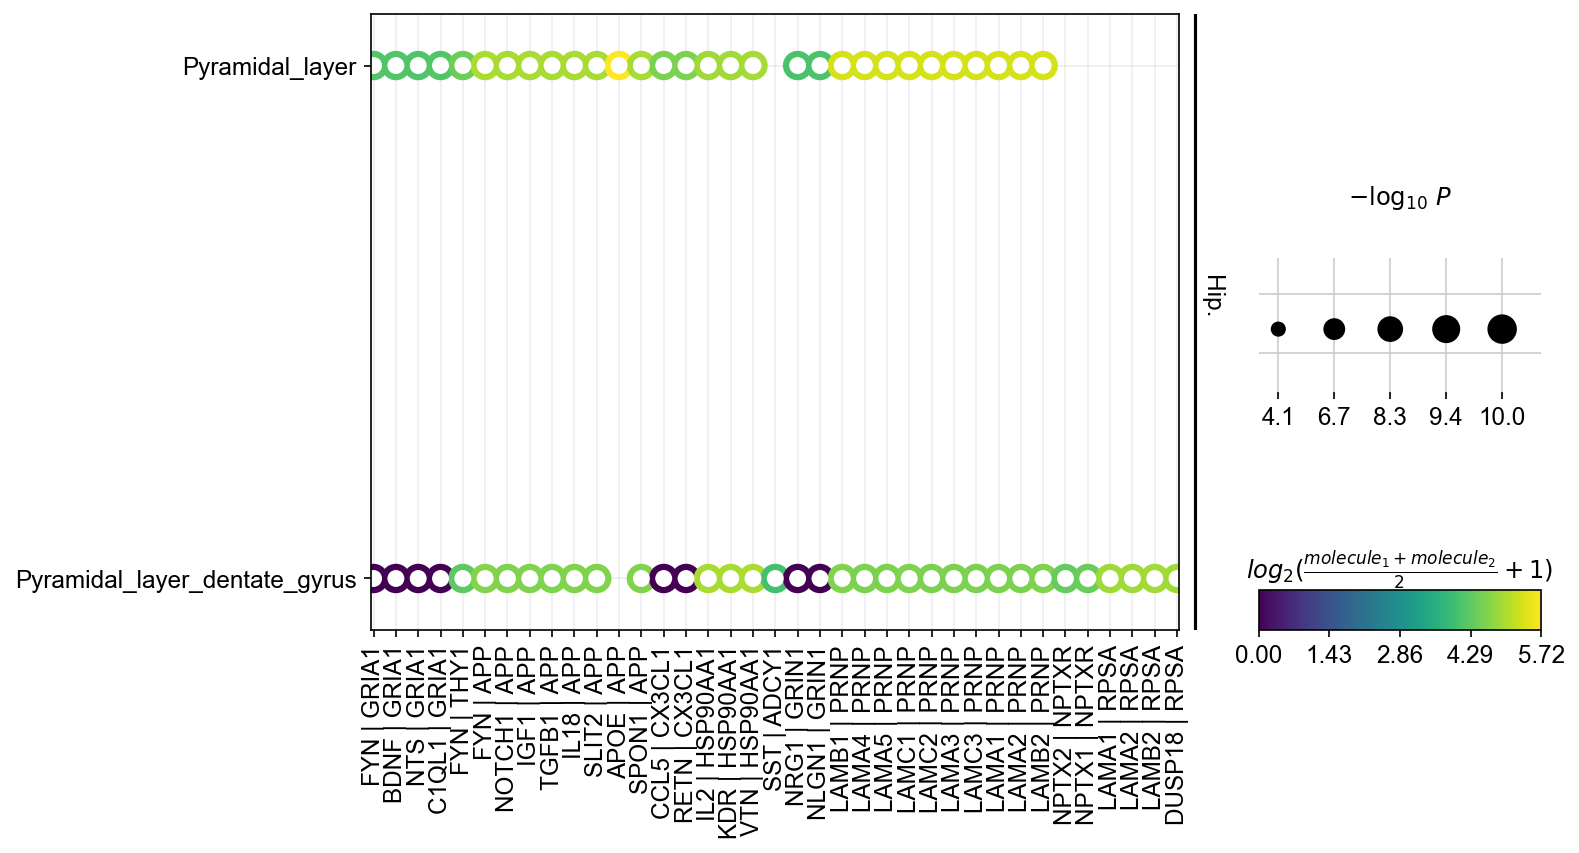 Pyramidal_layer
Pyramidal_layer_dentate_gyrus
FYN | GRIA1
BDNF | GRIA1
NTS | GRIA1
C1QL1 | GRIA1
FYN | THY1
FYN | APP
NOTCH1 | APP
IGF1 | APP
TGFB1 | APP
IL18 | APP
SLIT2 | APP
APOE | APP
SPON1 | APP
CCL5 | CX3CL1
RETN | CX3CL1
IL2 | HSP90AA1
KDR | HSP90AA1
VTN | HSP90AA1
SST | ADCY1
NRG1 | GRIN1
NLGN1 | GRIN1
LAMB1 | PRNP
LAMA4 | PRNP
LAMA5 | PRNP
LAMC1 | PRNP
LAMC2 | PRNP
LAMA3 | PRNP
LAMC3 | PRNP
LAMA1 | PRNP
LAMA2 | PRNP
LAMB2 | PRNP
NPTX2 | NPTXR
NPTX1 | NPTXR
LAMA1 | RPSA
LAMA2 | RPSA
LAMB2 | RPSA
DUSP18 | RPSA
Hip.
−log₁₀ P
4.1 6.7 8.3 9.4 10.0
log₂((molecule₁ + molecule₂)/2 + 1)
0.00 1.43 2.86 4.29 5.72